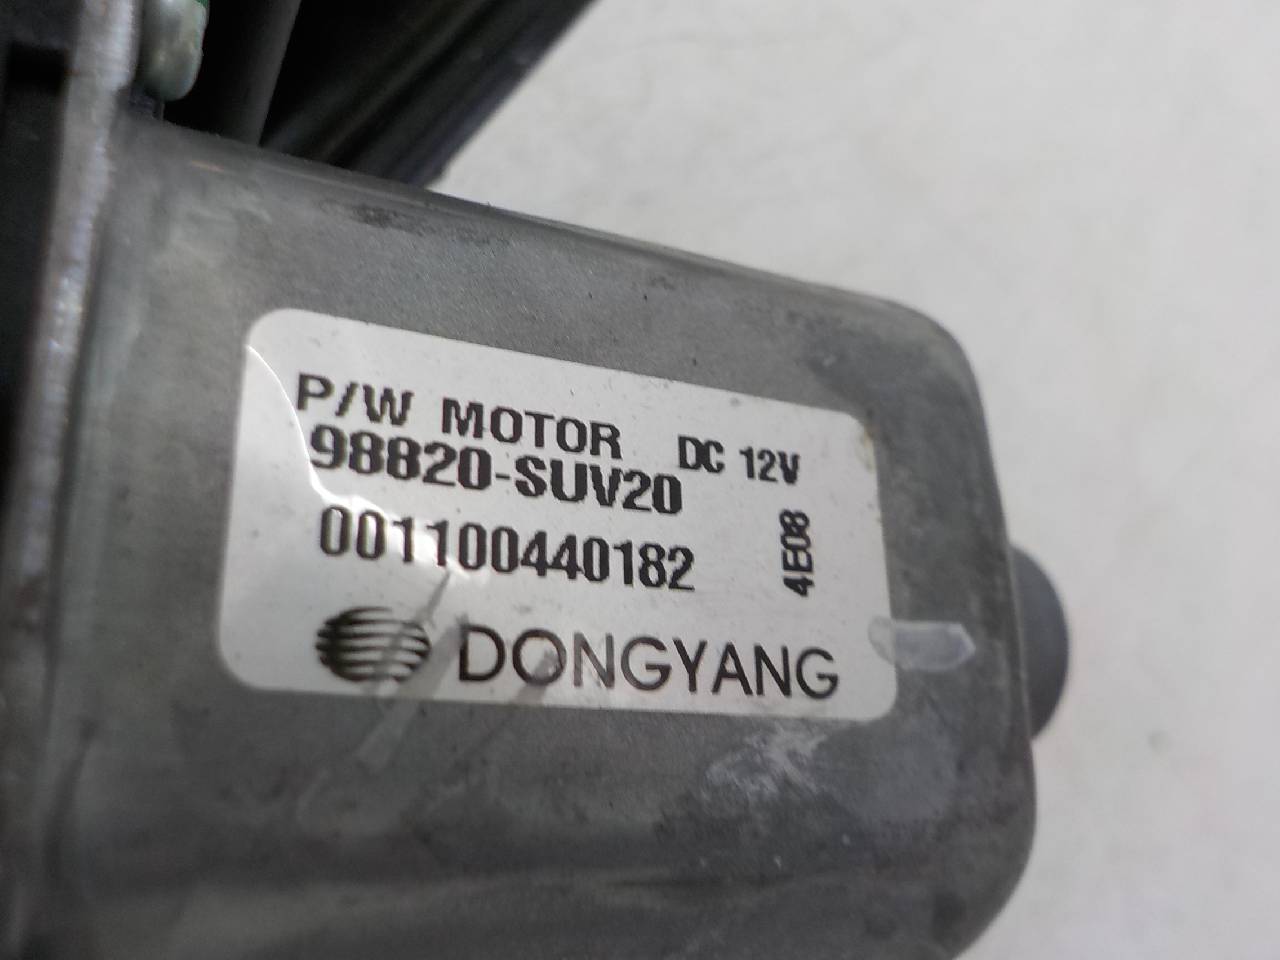 P/W MOTOR DC 12V
98820-SUV20
001100440182
4E08
DONGYANG